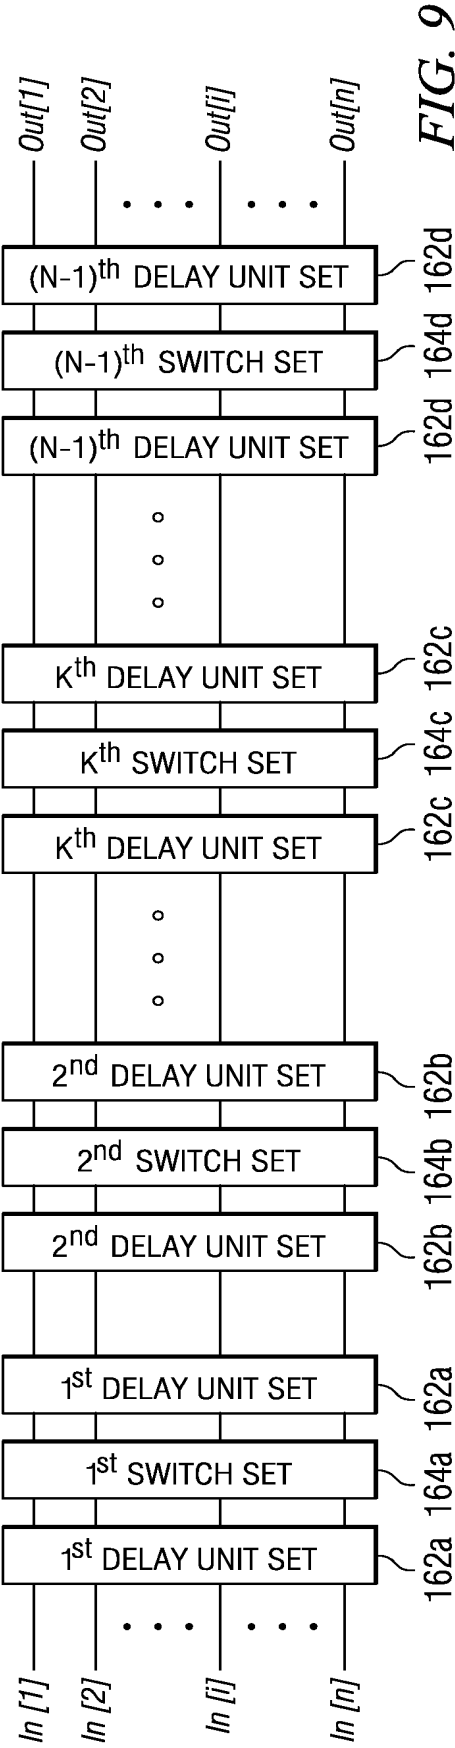 In [1]
In [2]
In [i]
In [n]
1st DELAY UNIT SET
162a
1st SWITCH SET
164a
1st DELAY UNIT SET
162a
2nd DELAY UNIT SET
162b
2nd SWITCH SET
164b
2nd DELAY UNIT SET
162b
Kth DELAY UNIT SET
162c
Kth SWITCH SET
164c
Kth DELAY UNIT SET
162c
(N-1)th DELAY UNIT SET
162d
(N-1)th SWITCH SET
164d
(N-1)th DELAY UNIT SET
162d
Out[1]
Out[2]
Out[i]
Out[n]
FIG. 9